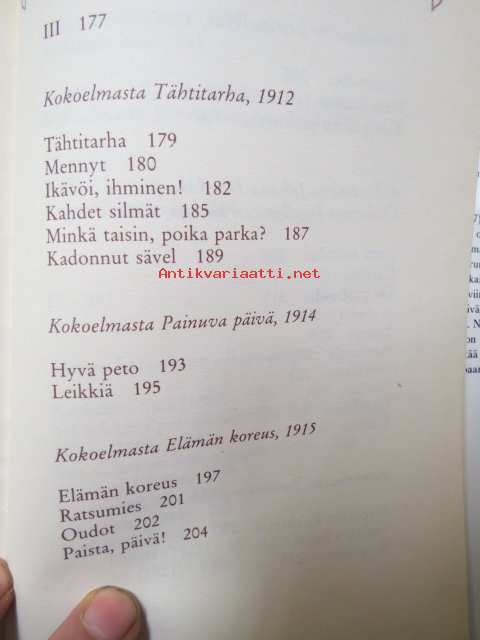 III 177
Kokoelmasta Tähtitarha, 1912
Tähtitarha 179
Mennyt 180
Ikävöi, ihminen! 182
Kahdet silmät 185
Minkä taisin, poika parka? 187
Kadonnut sävel 189
Antikvariaatti.net
Kokoelmasta Painuva päivä, 1914
Hyvä peto 193
Leikkiä 195
Kokoelmasta Elämän koreus, 1915
Elämän koreus 197
Ratsumies 201
Oudot 202
Paista, päivä! 204